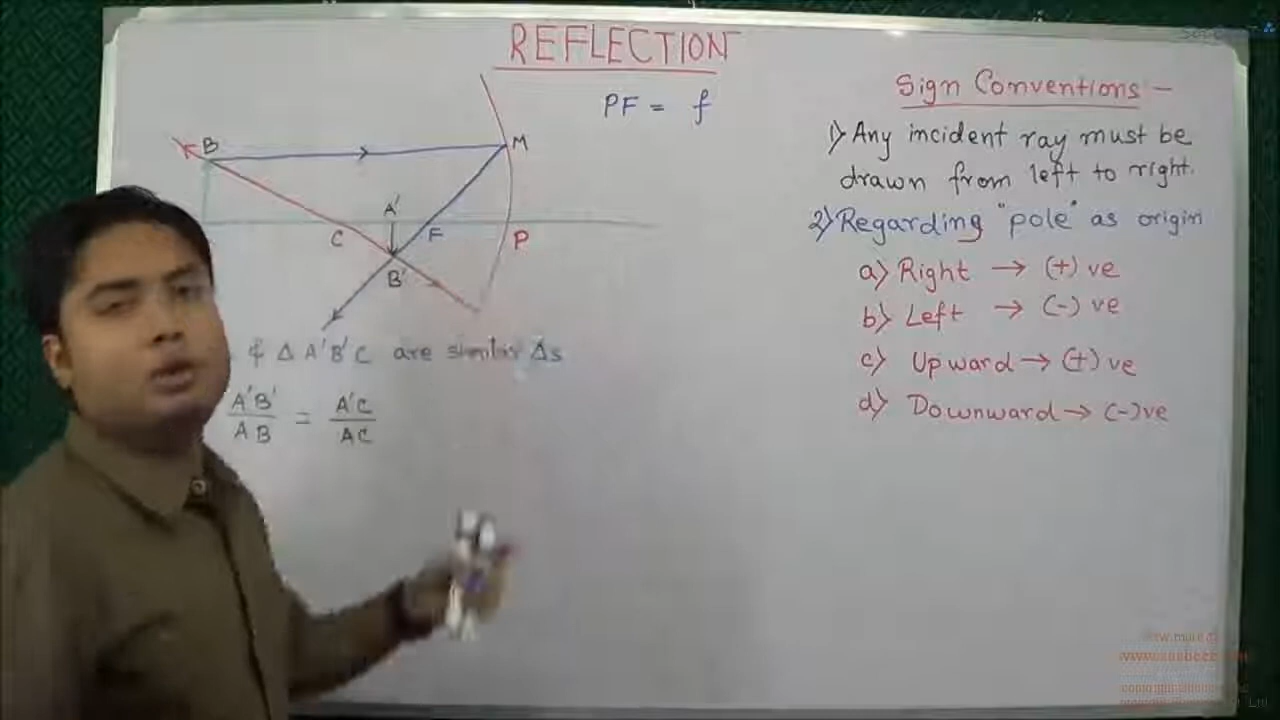 REFLECTION
PF = f
B
M
A'
C
F
P
B'
& Δ A'B'C are similar Δs
A'B' / AB = A'C / AC
Sign Conventions -
1) Any incident ray must be
drawn from left to right.
2) Regarding "pole" as origin
a) Right → (+) ve
b) Left → (-) ve
c) Upward → (+) ve
d) Downward → (-) ve